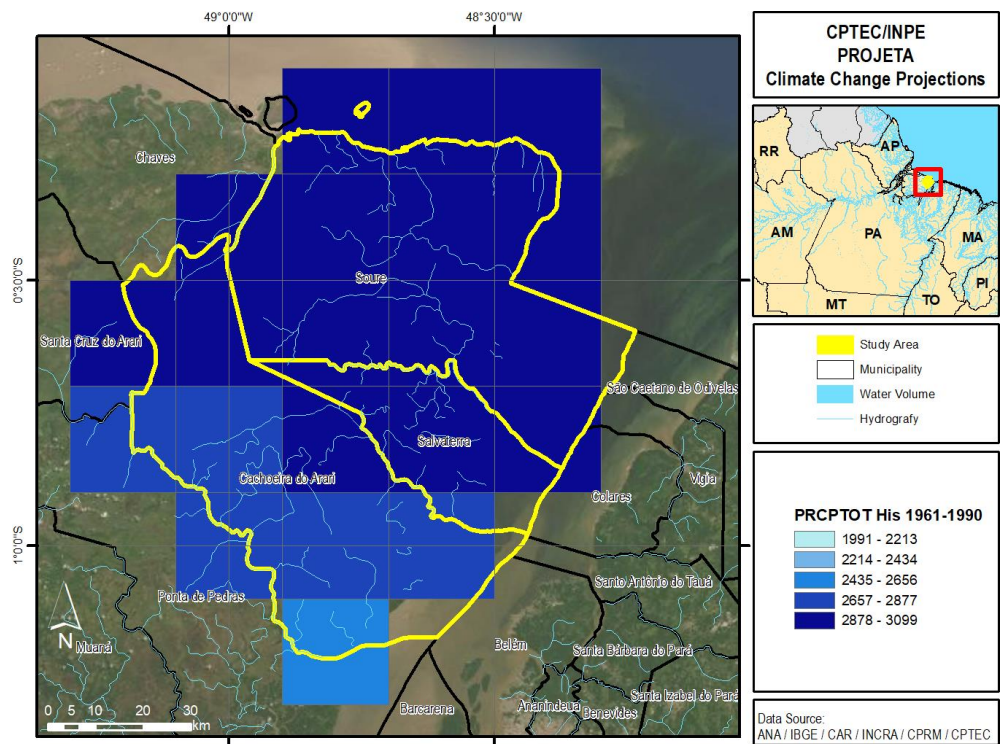 49°0'0"W
48°30'0"W
0°30'0"S
1°0'0"S
Chaves
Soure
Santa Cruz do Arari
São Caetano de Odivelas
Salvaterra
Cachoeira do Arari
Vigia
Colares
Santo Antônio do Tauá
Ponta de Pedras
Muaná
Belém
Santa Bárbara do Pará
Santa Izabel do Pará
Ananindeua
Benevides
Barcarena
N
0 5 10 20 30
km
CPTEC/INPE
PROJETA
Climate Change Projections
RR
AP
AM
PA
MA
PI
MT
TO
Study Area
Municipality
Water Volume
Hydrografy
PRCPTOT His 1961-1990
1991 - 2213
2214 - 2434
2435 - 2656
2657 - 2877
2878 - 3099
Data Source:
ANA / IBGE / CAR / INCRA / CPRM / CPTEC